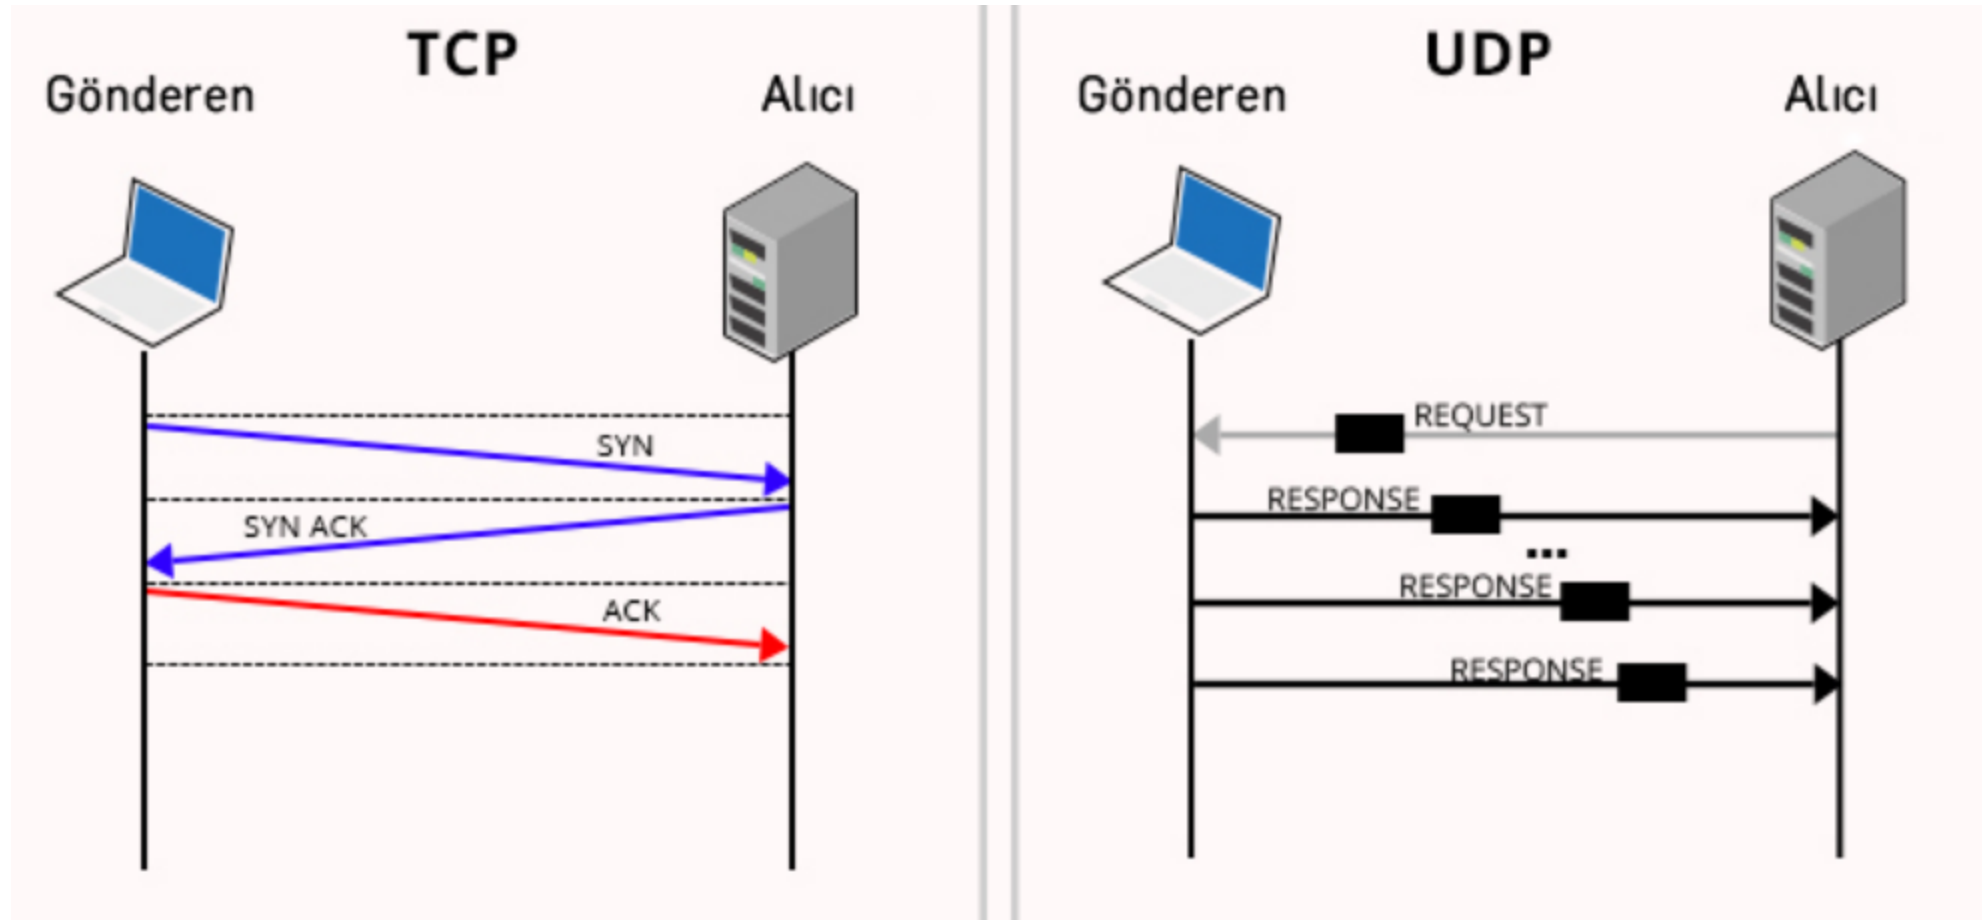 TCP
Gönderen
Alıcı
SYN
SYN ACK
ACK
UDP
Gönderen
Alıcı
REQUEST
RESPONSE
...
RESPONSE
RESPONSE